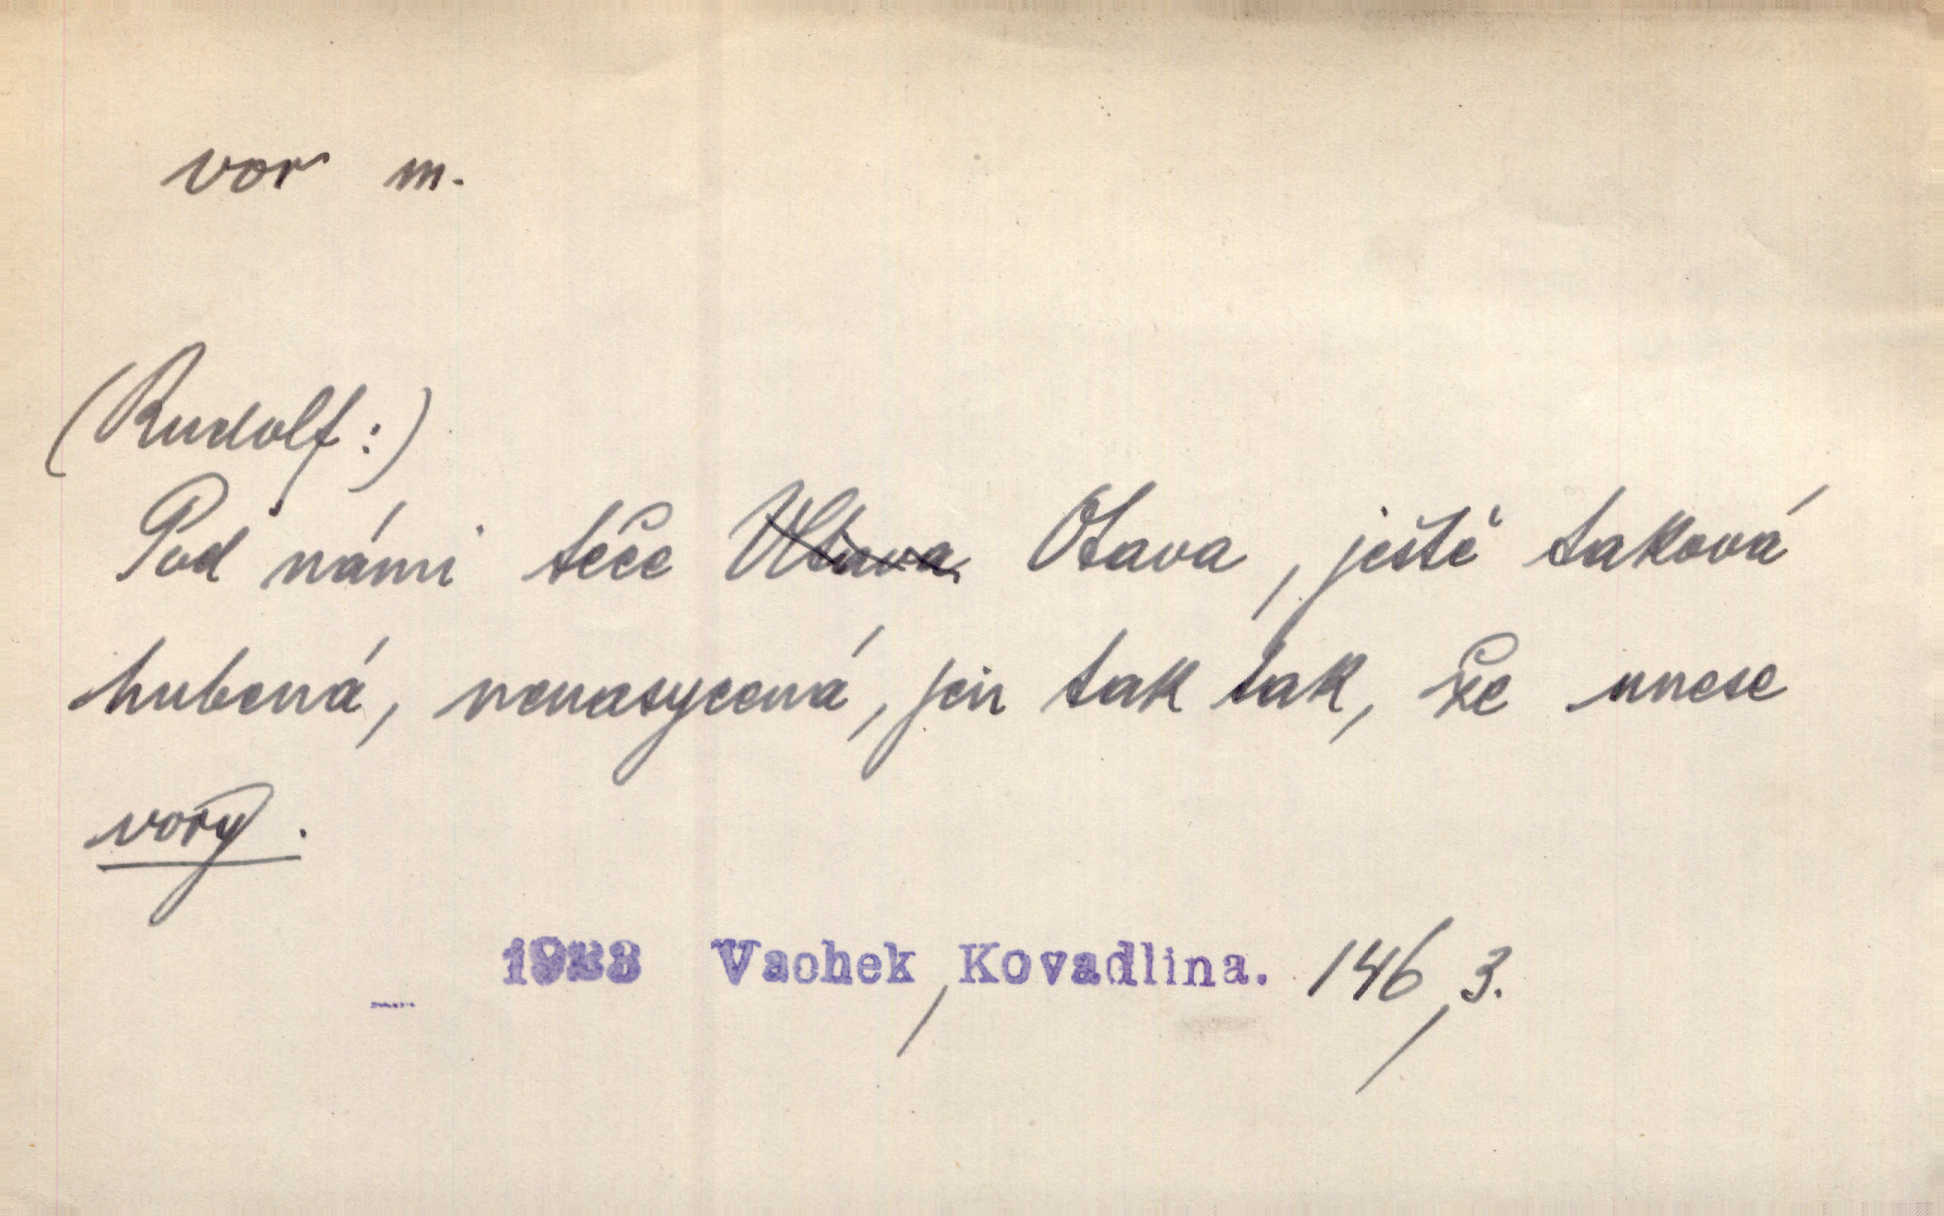 vor m.
(Rudolf:)
Pod námi teče Vltava Otava, ještě taková
hubená, nenasycená, jen tak tak, že unese
vory.
Vachek, Kovadlina. 146, 3.